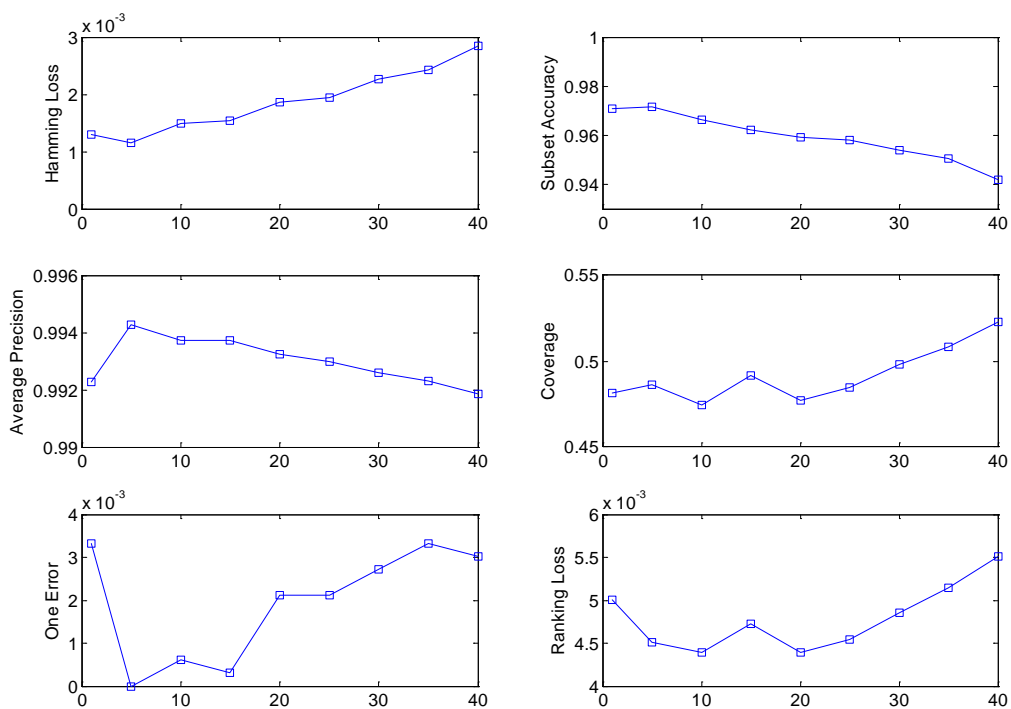 x 10^-3
3
2
1
0
Hamming Loss
0 10 20 30 40
1
0.98
0.96
0.94
Subset Accuracy
0 10 20 30 40
0.996
0.994
0.992
0.99
Average Precision
0 10 20 30 40
0.55
0.5
0.45
Coverage
0 10 20 30 40
x 10^-3
4
3
2
1
0
One Error
0 10 20 30 40
x 10^-3
6
5.5
5
4.5
4
Ranking Loss
0 10 20 30 40